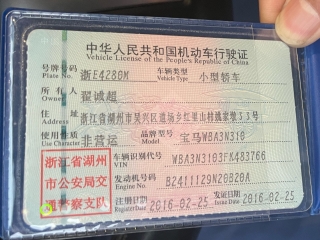 中华人民共和国机动车行驶证
Vehicle License of the People's Republic of China
号牌号码 Plate No. 浙E4280M 车辆类型 Vehicle Type 小型轿车
所有人 Owner 翟诚超
住址 Address 浙江省湖州市吴兴区道场乡红里山村施家墩53号
使用性质 Use Character 非营运 品牌型号 Model 宝马WBA3N310
浙江省湖州市公安局交通警察支队
车辆识别代号 VIN WBA3N3103FK483766
发动机号码 Engine No. B2411129N20B20A
注册日期 Register Date 2016-02-25 发证日期 Issue Date 2016-02-25